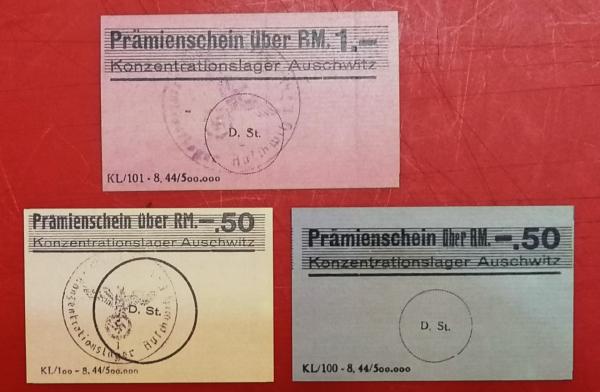 Prämienschein über RM. 1.—
Konzentrationslager Auschwitz
D. St.
KL/101 - 8. 44/500.000
Prämienschein über RM.—.50
Konzentrationslager Auschwitz
Konzentrationslager Auschwitz
D. St.
KL/100 - 8. 44/500.000
Prämienschein über RM. —.50
Konzentrationslager Auschwitz
D. St.
KL/100 - 8. 44/500.000